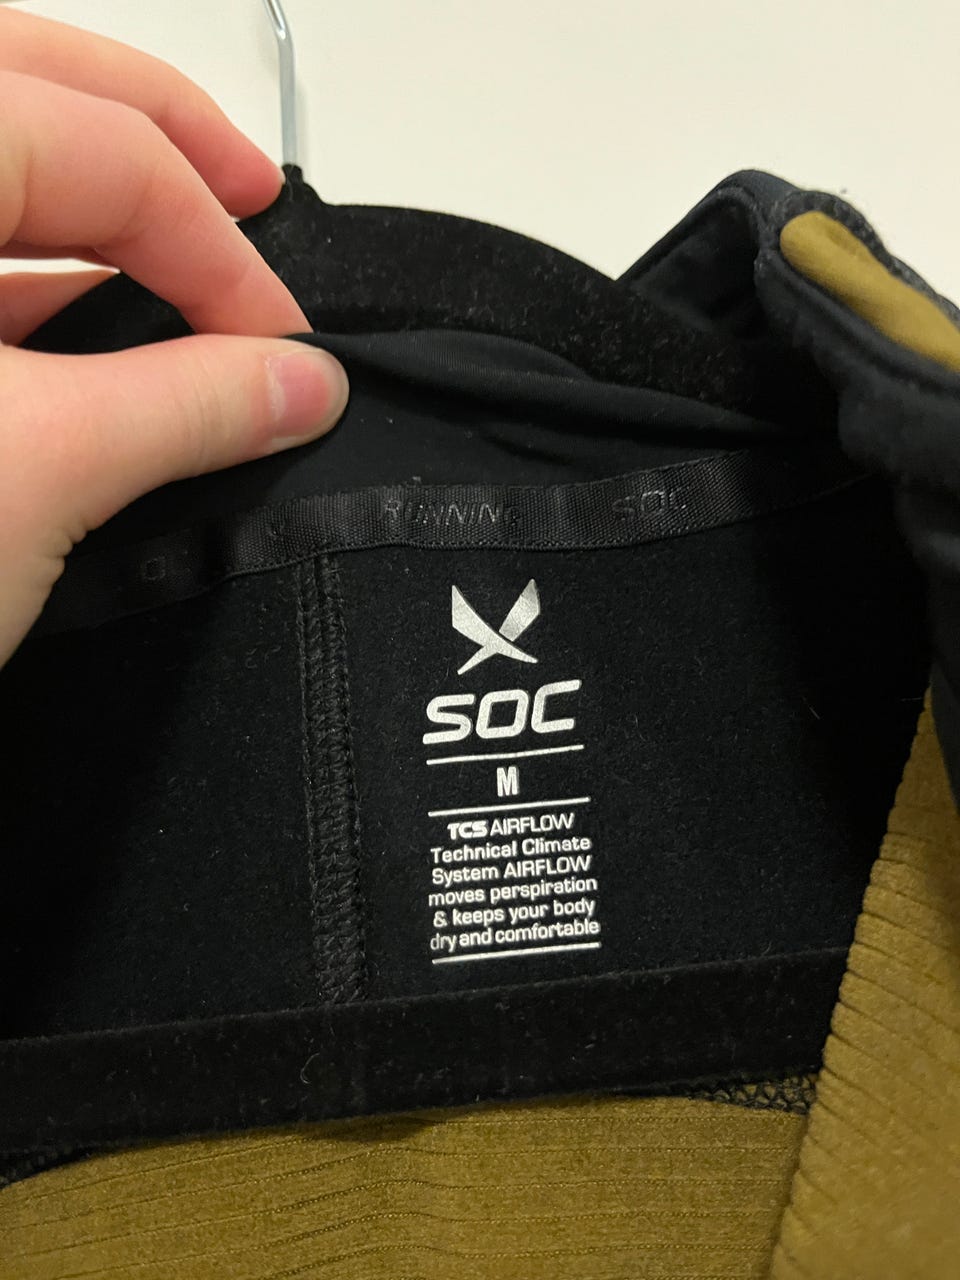 RUNNING SOC
SOC
M
TCS AIRFLOW
Technical Climate
System AIRFLOW
moves perspiration
& keeps your body
dry and comfortable